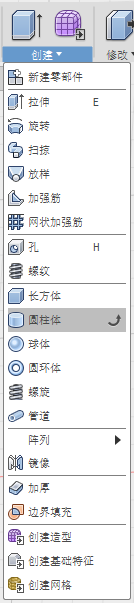 创建▼ 修改
新建零部件
拉伸 E
旋转
扫掠
放样
加强筋
网状加强筋
孔 H
螺纹
长方体
圆柱体
球体
圆环体
螺旋
管道
阵列
镜像
加厚
边界填充
创建造型
创建基础特征
创建网格